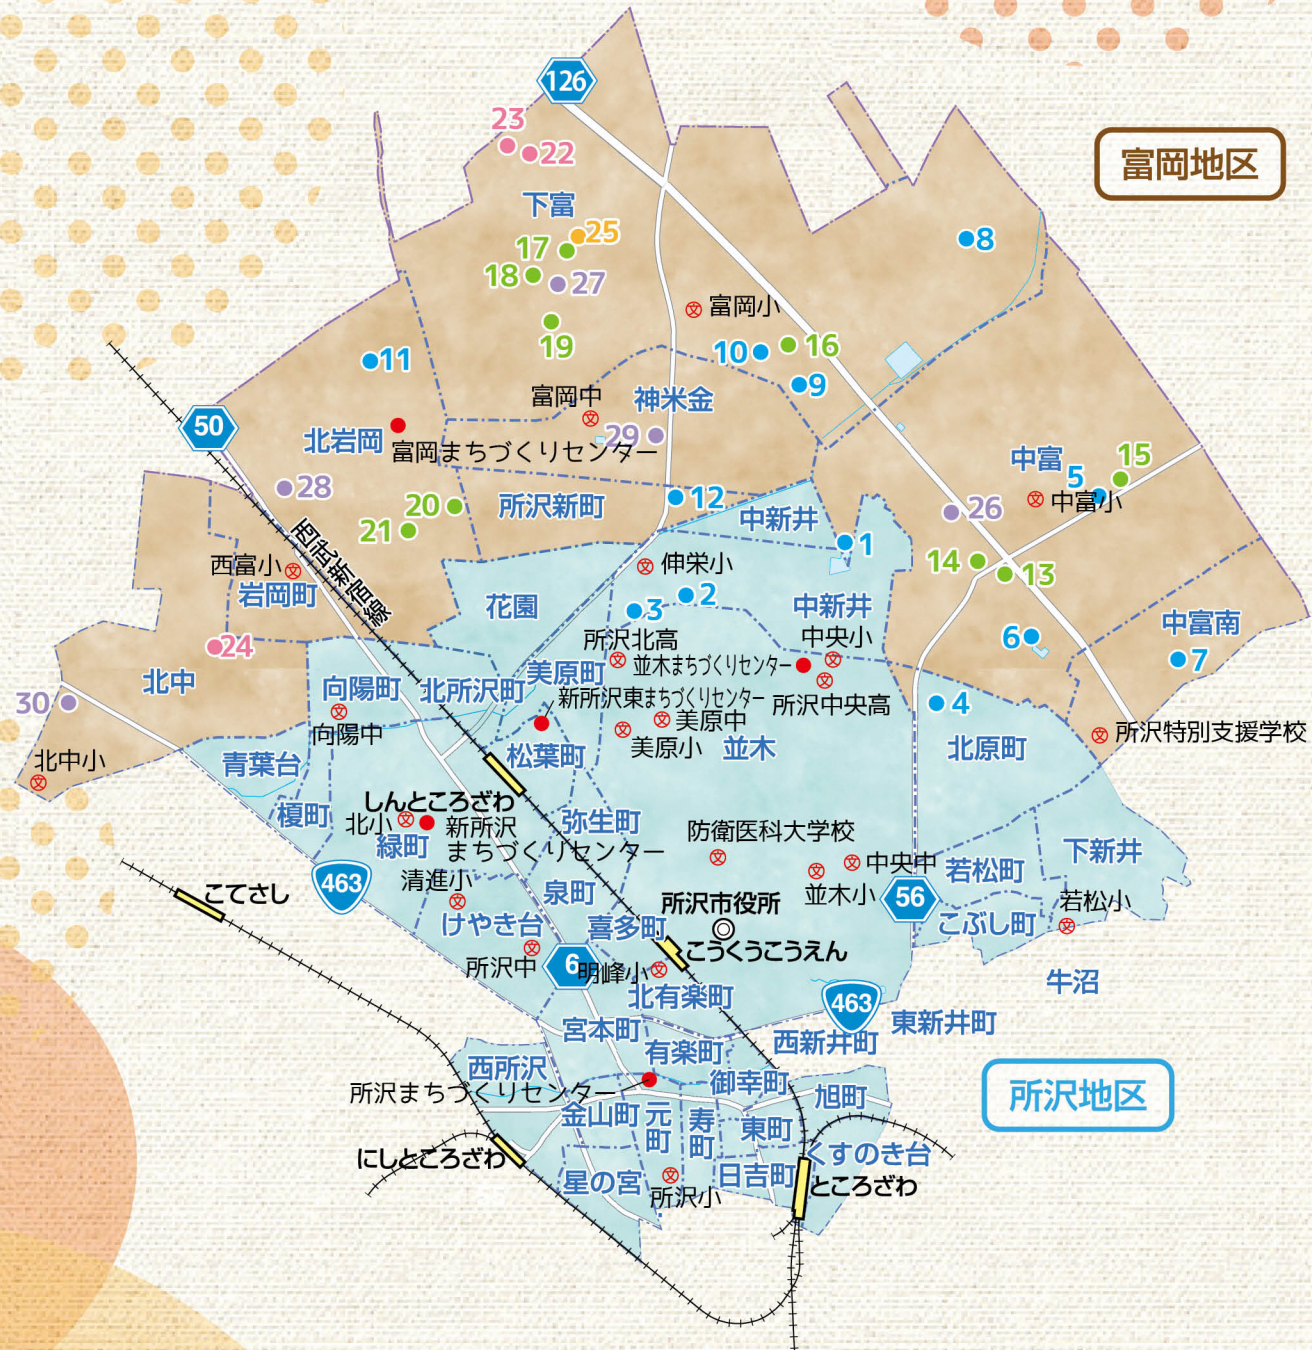 126
富岡地区
23
22
下富
25
17
8
18
27
富岡小
19
10
16
11
9
富岡中
神米金
50
北岩岡
29
富岡まちづくりセンター
中富
15
5
28
中富小
20
所沢新町
12
26
21
中新井
1
西武新宿線
西富小
伸栄小
14
13
岩岡町
花園
3
2
中新井
中富南
24
所沢北高
中央小
6
北中
向陽町
北所沢町
美原町
並木まちづくりセンター
7
30
新所沢東まちづくりセンター
所沢中央高
4
向陽中
美原中
所沢特別支援学校
北中小
青葉台
松葉町
美原小
並木
北原町
榎町
しんところざわ
北小
新所沢
まちづくりセンター
緑町
弥生町
防衛医科大学校
下新井
清進小
中央中
若松町
463
こてさし
泉町
所沢市役所
並木小
56
若松小
けやき台
喜多町
こぶし町
所沢中
6
明峰小
こうくうこうえん
牛沼
北有楽町
463
宮本町
東新井町
西所沢
有楽町
西新井町
所沢地区
所沢まちづくりセンター
御幸町
旭町
金山町
元町
寿町
東町
にしところざわ
くすのき台
星の宮
所沢小
日吉町
ところざわ